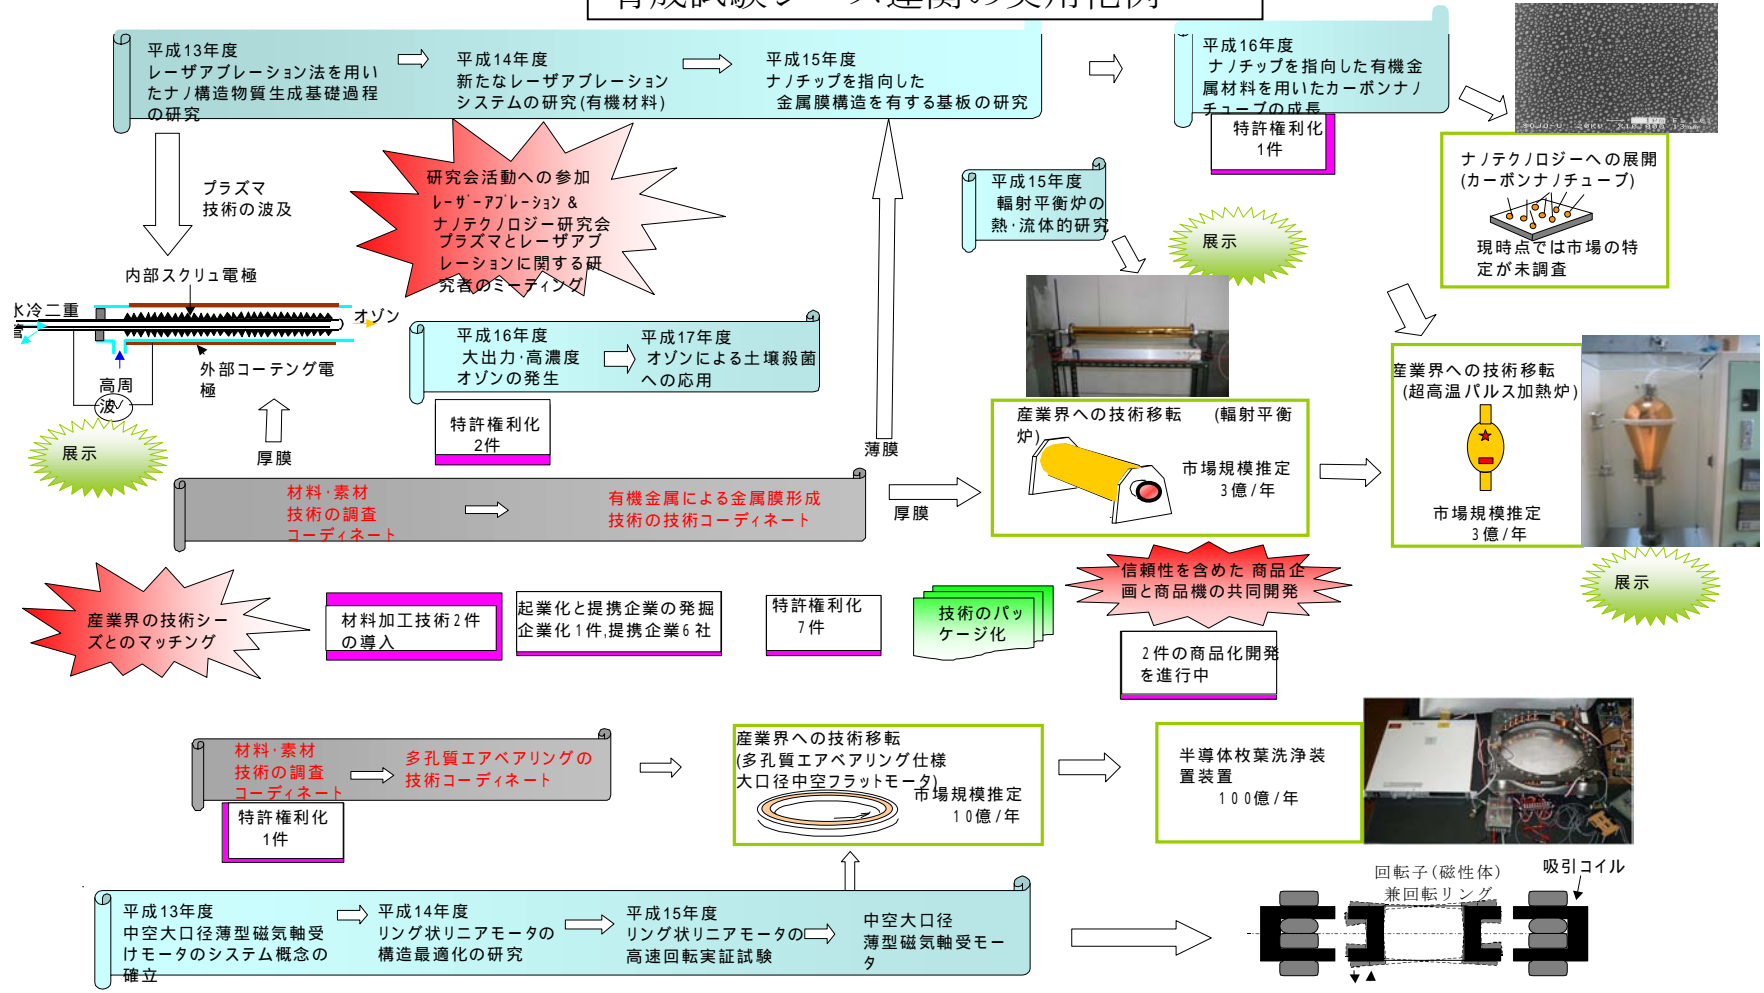 育成試験シーズ連関の実用化例
平成13年度
レーザアブレーション法を用い
たナノ構造物質生成基礎過程
の研究
平成14年度
新たなレーザアブレーション
システムの研究(有機材料)
平成15年度
ナノチップを指向した
金属膜構造を有する基板の研究
平成16年度
ナノチップを指向した有機金
属材料を用いたカーボンナノ
チューブの成長
特許権利化
1件
ナノテクノロジーへの展開
(カーボンナノチューブ)
現時点では市場の特
定が未調査
プラズマ
技術の波及
研究会活動への参加
レーザーアブレーション &
ナノテクノロジー研究会
プラズマとレーザアブ
レーションに関する研
究者のミーティング
平成15年度
輻射平衡炉の
熱・流体的研究
展示
内部スクリュ電極
水冷二重
管
オゾン
外部コーテング電
極
高周
波
展示
厚膜
平成16年度
大出力・高濃度
オゾンの発生
平成17年度
オゾンによる土壌殺菌
への応用
特許権利化
2件
薄膜
産業界への技術移転 (輻射平衡
炉)
市場規模推定
3億/年
産業界への技術移転
(超高温パルス加熱炉)
市場規模推定
3億/年
展示
材料・素材
技術の調査
コーディネート
有機金属による金属膜形成
技術の技術コーディネート
厚膜
産業界の技術シー
ズとのマッチング
材料加工技術2件
の導入
起業化と提携企業の発掘
企業化1件,提携企業6社
特許権利化
7件
技術のパッ
ケージ化
信頼性を含めた 商品企
画と商品機の共同開発
2件の商品化開発
を進行中
材料・素材
技術の調査
コーディネート
多孔質エアベアリングの
技術コーディネート
特許権利化
1件
産業界への技術移転
(多孔質エアベアリング仕様
大口径中空フラットモータ)
市場規模推定
10億/年
半導体枚葉洗浄装
置装置
100億/年
平成13年度
中空大口径薄型磁気軸受
けモータのシステム概念の
確立
平成14年度
リング状リニアモータの
構造最適化の研究
平成15年度
リング状リニアモータの
高速回転実証試験
中空大口径
薄型磁気軸受モー
タ
回転子(磁性体)
兼回転リング
吸引コイル